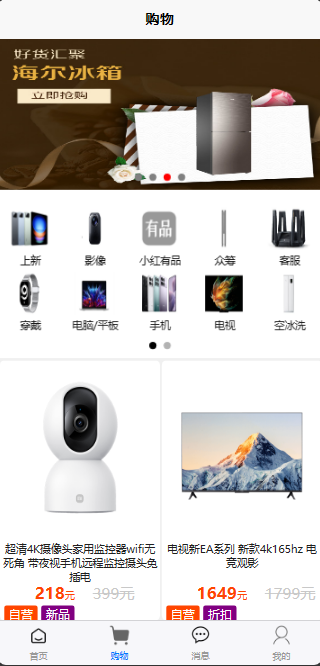 购物
好货汇聚
海尔冰箱
立即抢购
有品
上新
影像
小红有品
众筹
客服
穿戴
电脑/平板
手机
电视
空冰洗
超清4K摄像头家用监控器wifi无
死角 带夜视手机远程监控摄头免
插电
218元 399元
自营 新品
电视新EA系列 新款4k165hz 电
竞观影
1649元 1799元
自营 折扣
首页
购物
消息
我的